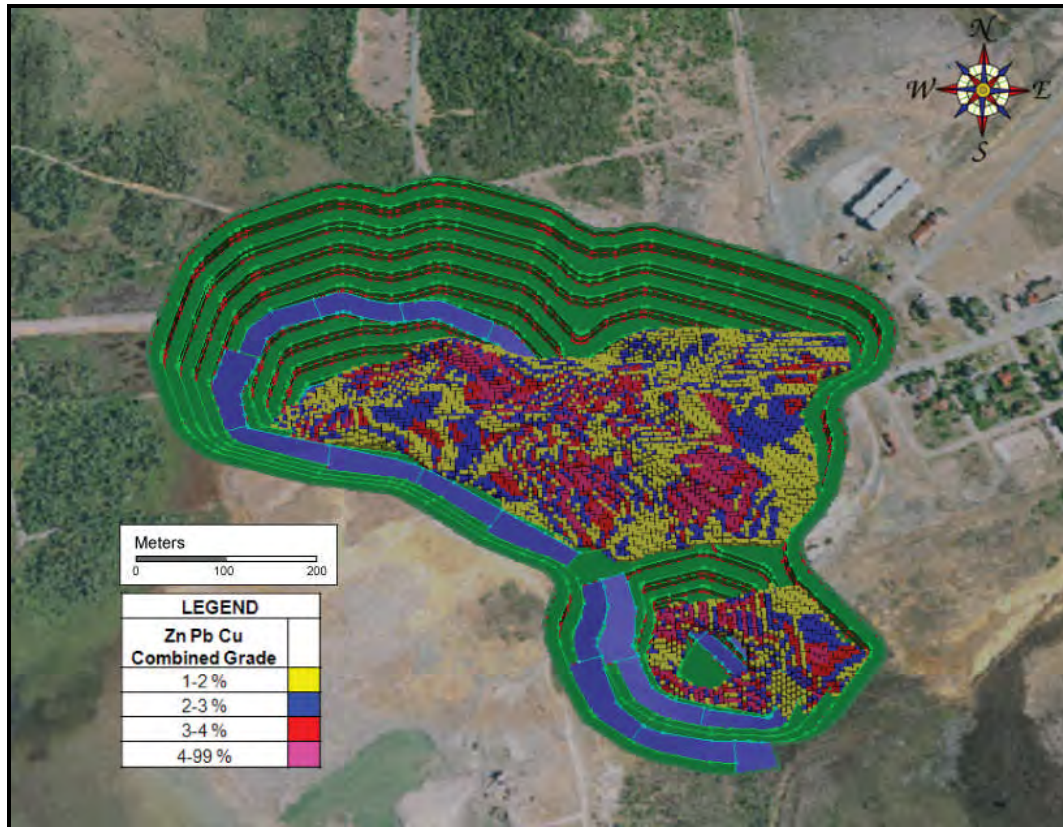 N
W E
S
Meters
0 100 200
LEGEND
Zn Pb Cu
Combined Grade
1-2 %
2-3 %
3-4 %
4-99 %